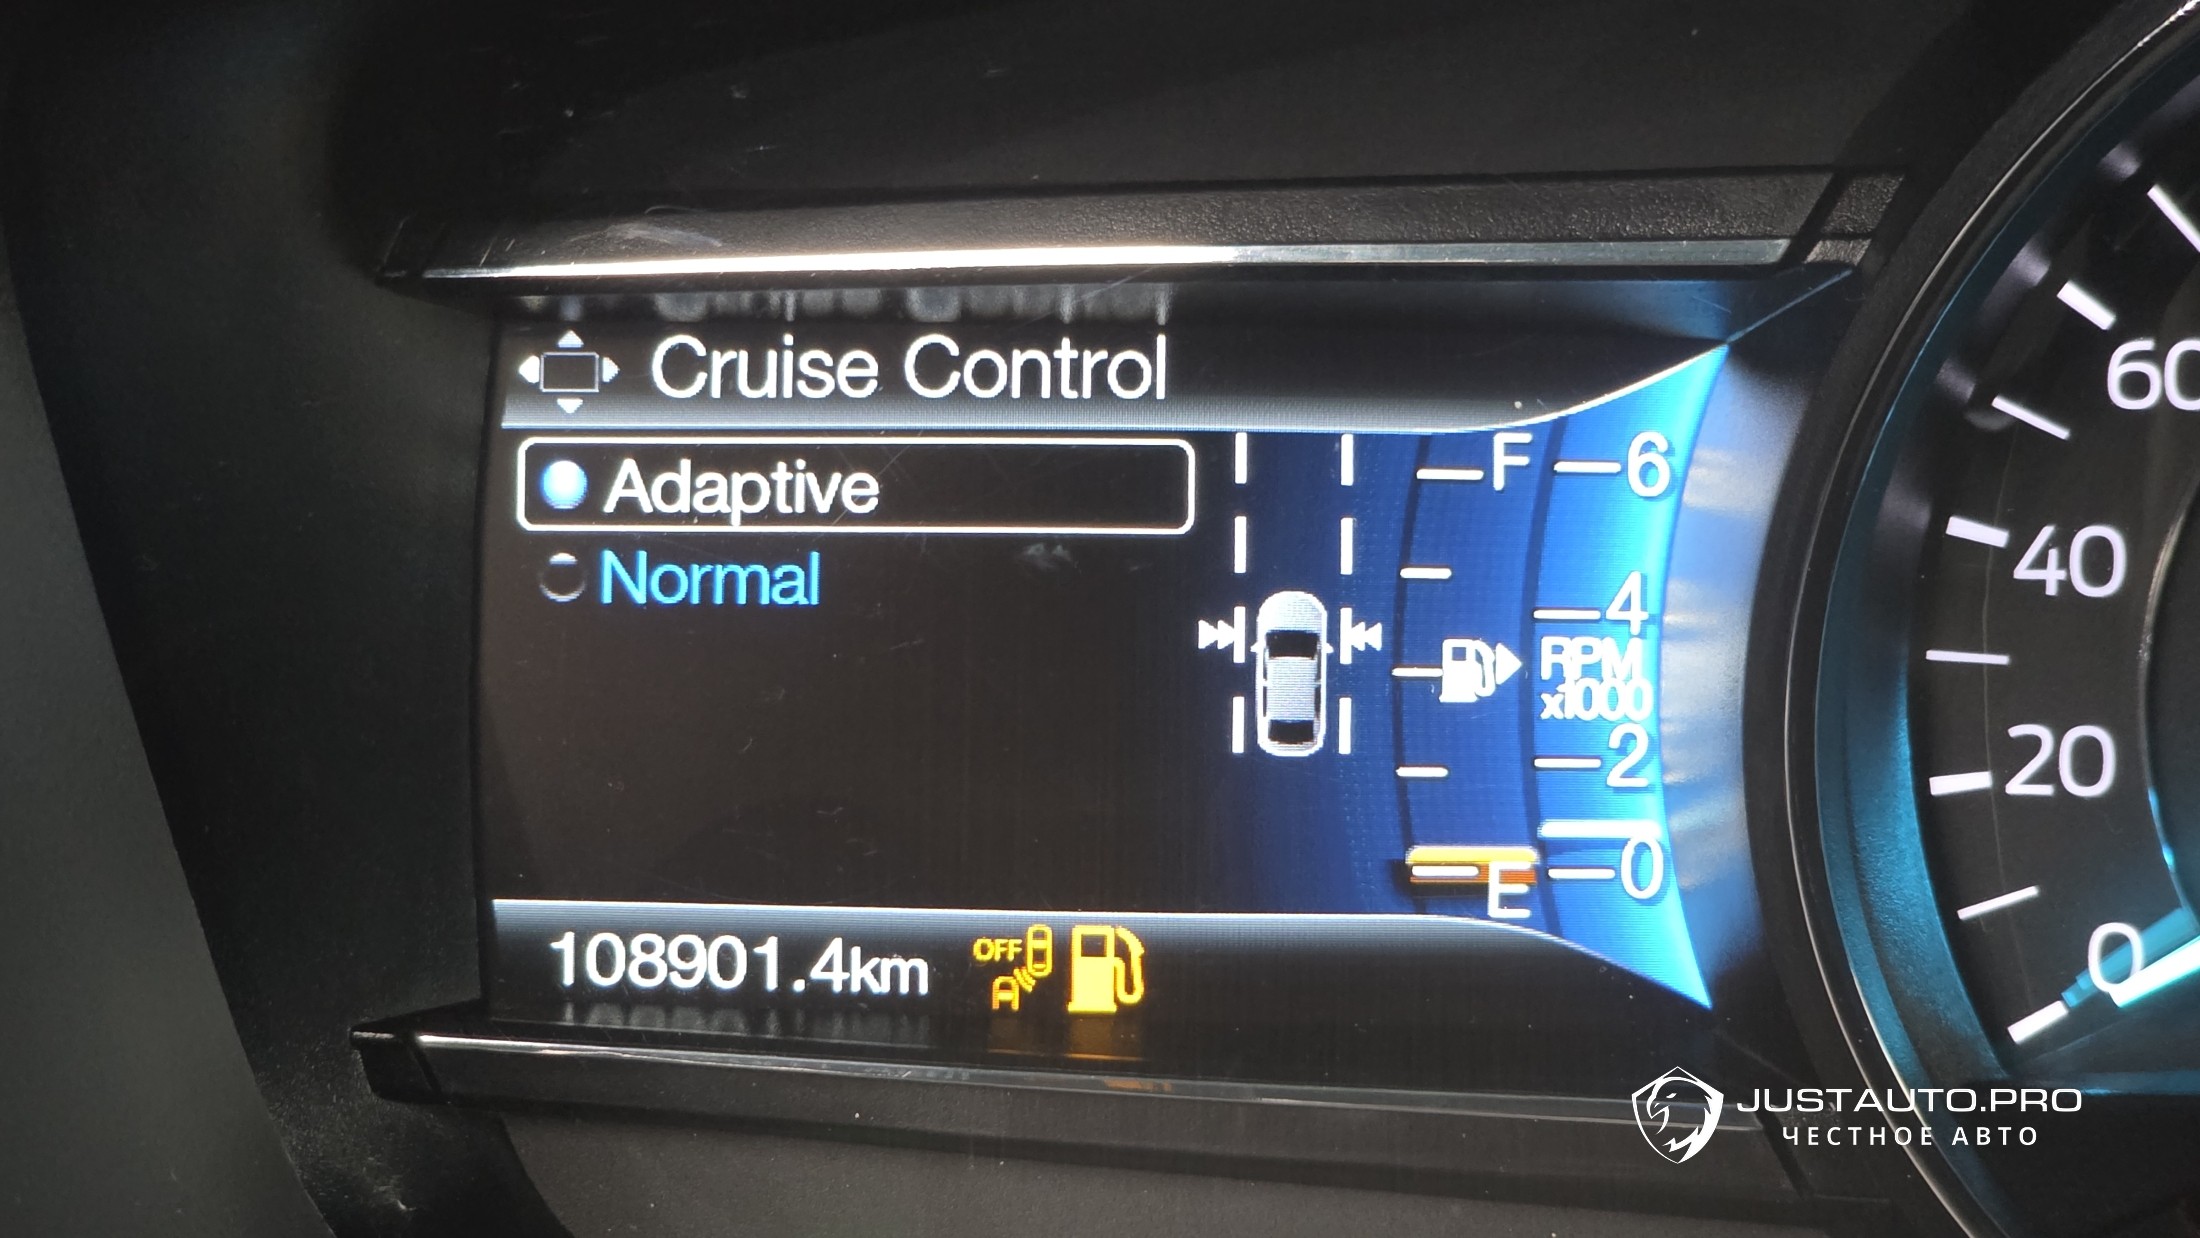 Cruise Control
Adaptive
Normal
F
E
6
4
RPM
x1000
2
0
108901.4km
OFF
A
60
40
20
0
JUSTAUTO.PRO
ЧЕСТНОЕ АВТО